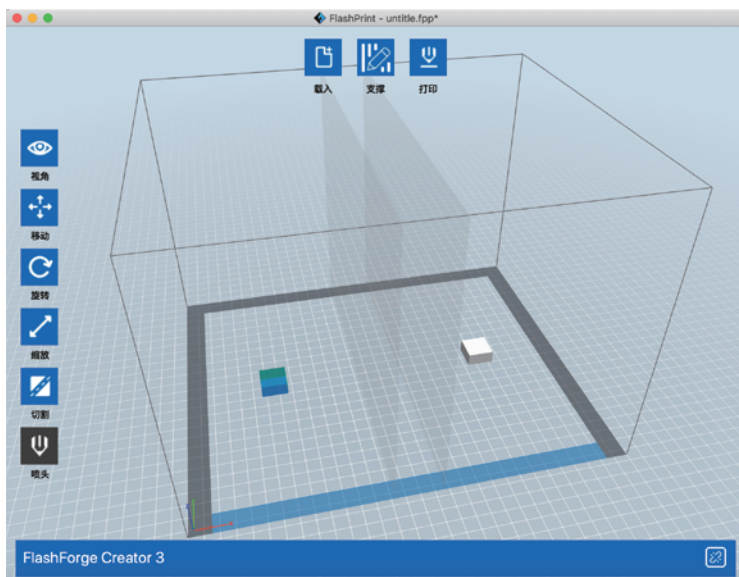 FlashPrint - untitle.fpp*
载入
支撑
打印
视角
移动
旋转
缩放
切割
喷头
FlashForge Creator 3